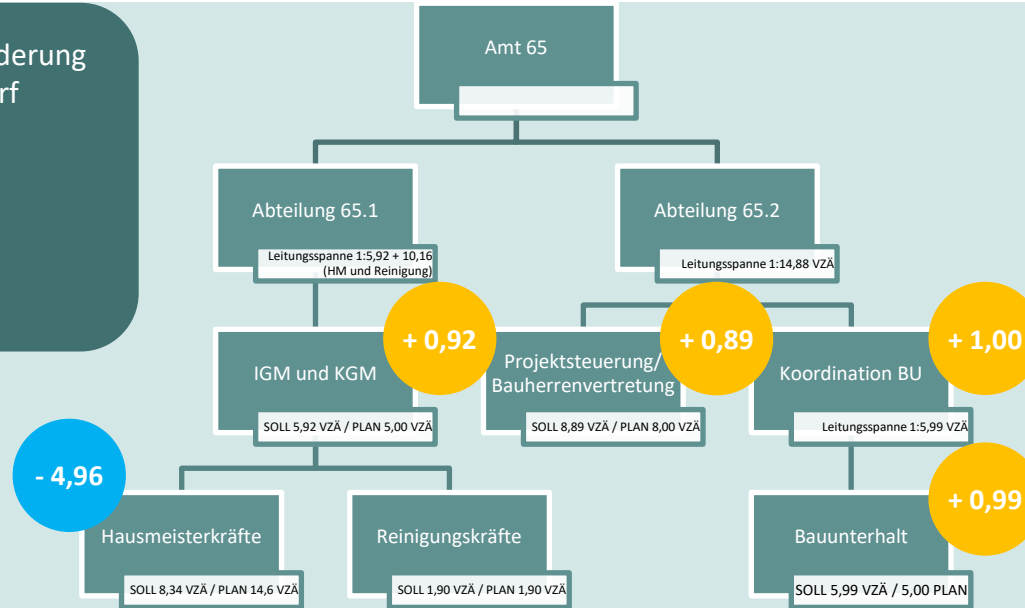 derung
rf
Amt 65
Abteilung 65.1
Leitungsspanne 1:5,92 + 10,16
(HM und Reinigung)
Abteilung 65.2
Leitungsspanne 1:14,88 VZÄ
+ 0,92
IGM und KGM
SOLL 5,92 VZÄ / PLAN 5,00 VZÄ
+ 0,89
Projektsteuerung/
Bauherrenvertretung
SOLL 8,89 VZÄ / PLAN 8,00 VZÄ
+ 1,00
Koordination BU
Leitungsspanne 1:5,99 VZÄ
- 4,96
Hausmeisterkräfte
SOLL 8,34 VZÄ / PLAN 14,6 VZÄ
Reinigungskräfte
SOLL 1,90 VZÄ / PLAN 1,90 VZÄ
+ 0,99
Bauunterhalt
SOLL 5,99 VZÄ / 5,00 PLAN